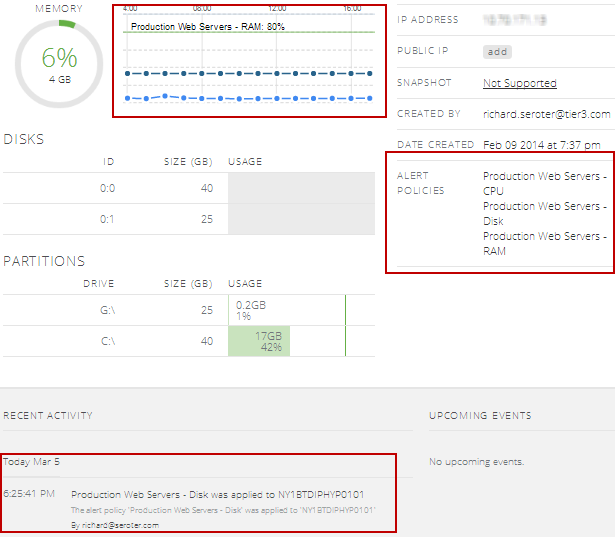 MEMORY
6%
4 GB
4:00 08:00 12:00 16:00
Production Web Servers - RAM: 80%
IP ADDRESS
PUBLIC IP add
SNAPSHOT Not Supported
CREATED BY richard.seroter@tier3.com
DATE CREATED Feb 09 2014 at 7:37 pm
ALERT POLICIES
Production Web Servers -
CPU
Production Web Servers -
Disk
Production Web Servers -
RAM
DISKS
ID SIZE (GB) USAGE
0:0 40
0:1 25
PARTITIONS
DRIVE SIZE (GB) USAGE
G:\ 25 0.2GB
1%
C:\ 40 17GB
42%
RECENT ACTIVITY
Today Mar 5
6:25:41 PM Production Web Servers - Disk was applied to NY1BTDIPHYP0101
The alert policy 'Production Web Servers - Disk' was applied to 'NY1BTDIPHYP0101'
By richard@seroter.com
UPCOMING EVENTS
No upcoming events.